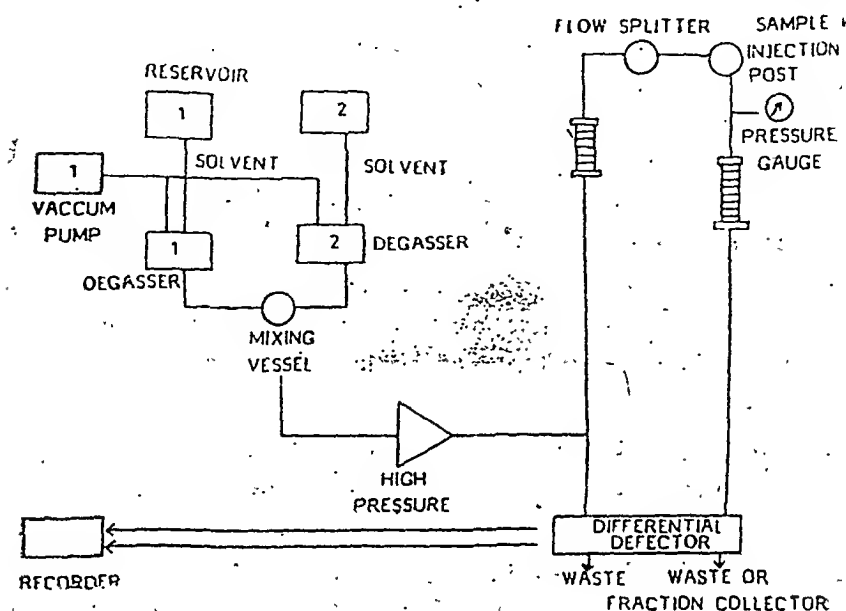 FLOW SPLITTER
SAMPLE
INJECTION
POST
RESERVOIR
1
2
PRESSURE
GAUGE
SOLVENT
SOLVENT
1
VACCUM
PUMP
1
2
DEGASSER
OEGASSER
MIXING
VESSEL
HIGH
PRESSURE
DIFFERENTIAL
DEFECTOR
RECORDER
WASTE
WASTE OR
FRACTION COLLECTOR